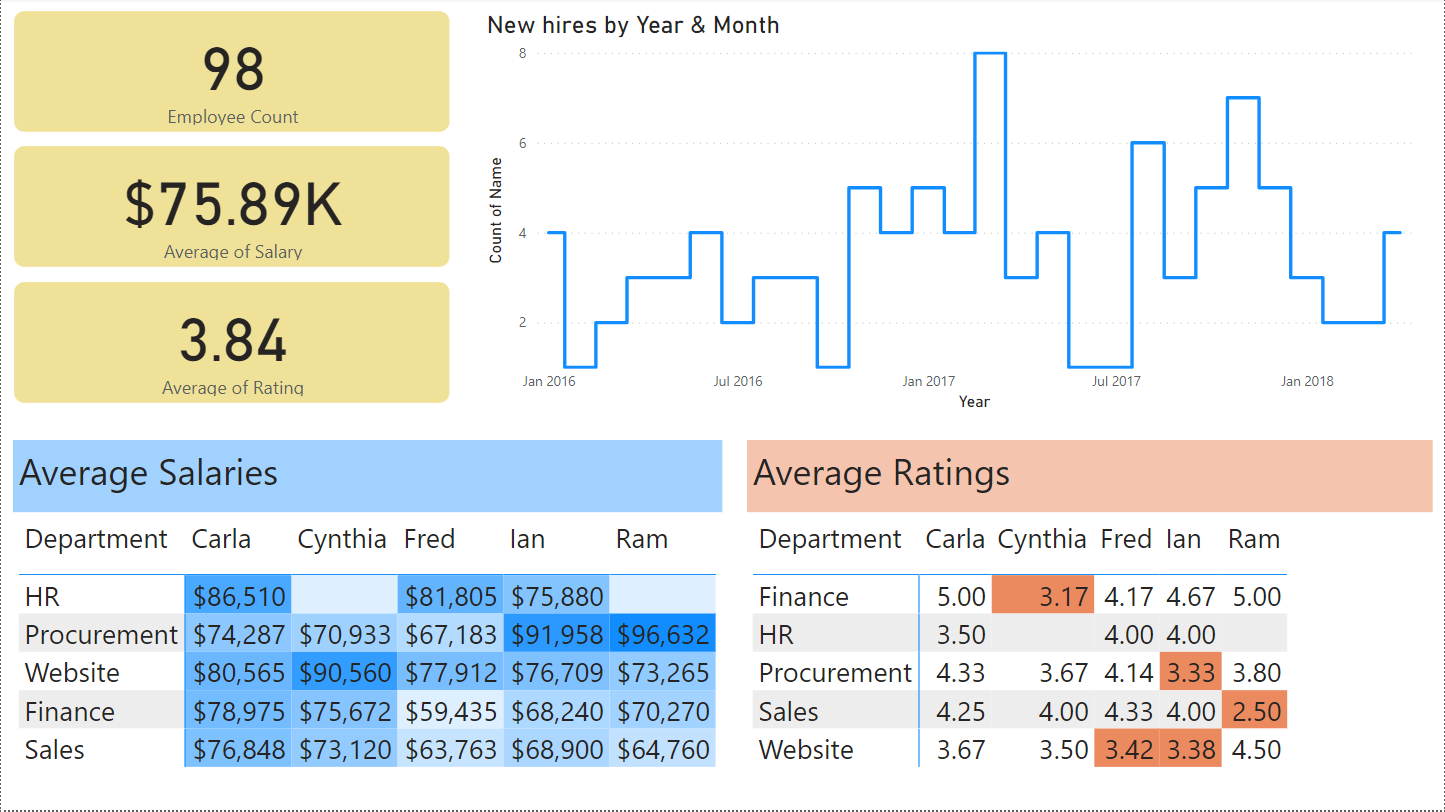 98
Employee Count
$75.89K
Average of Salary
3.84
Average of Rating
New hires by Year & Month
8
6
4
2
Count of Name
Jan 2016 Jul 2016 Jan 2017 Jul 2017 Jan 2018
Year
Average Salaries
Department Carla Cynthia Fred Ian Ram
HR $86,510 $81,805 $75,880
Procurement $74,287 $70,933 $67,183 $91,958 $96,632
Website $80,565 $90,560 $77,912 $76,709 $73,265
Finance $78,975 $75,672 $59,435 $68,240 $70,270
Sales $76,848 $73,120 $63,763 $68,900 $64,760
Average Ratings
Department Carla Cynthia Fred Ian Ram
Finance 5.00 3.17 4.17 4.67 5.00
HR 3.50 4.00 4.00
Procurement 4.33 3.67 4.14 3.33 3.80
Sales 4.25 4.00 4.33 4.00 2.50
Website 3.67 3.50 3.42 3.38 4.50